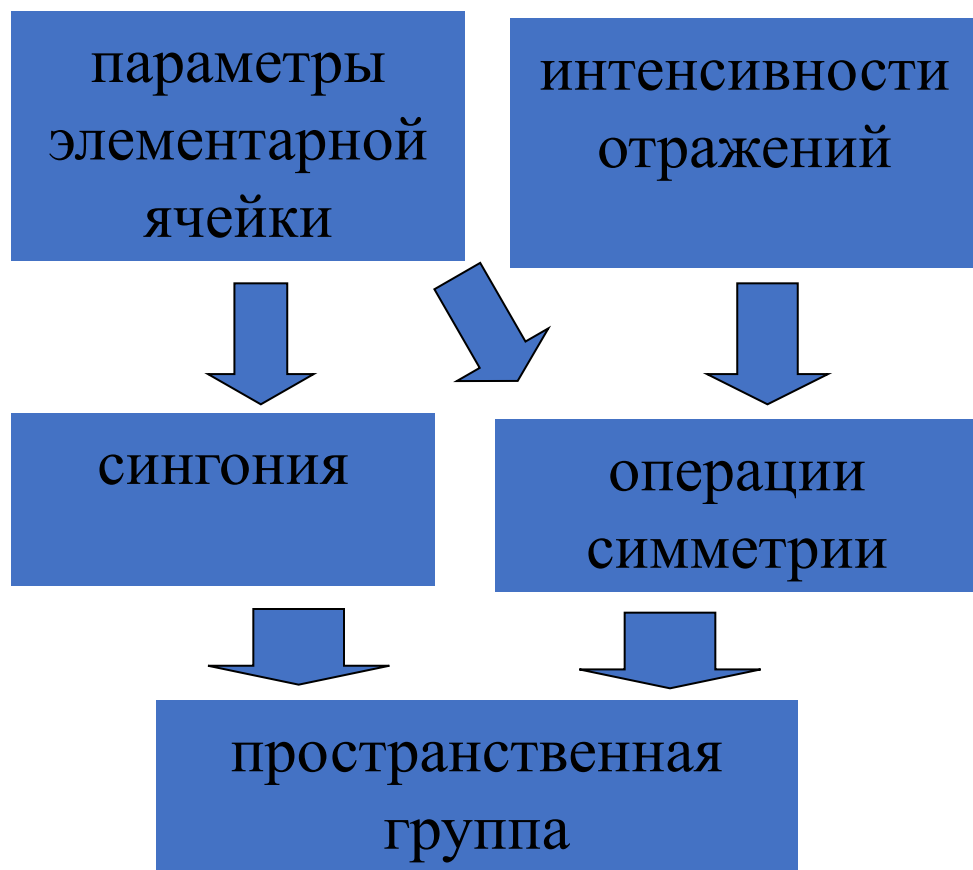 параметры
элементарной
ячейки
интенсивности
отражений
сингония
операции
симметрии
пространственная
группа